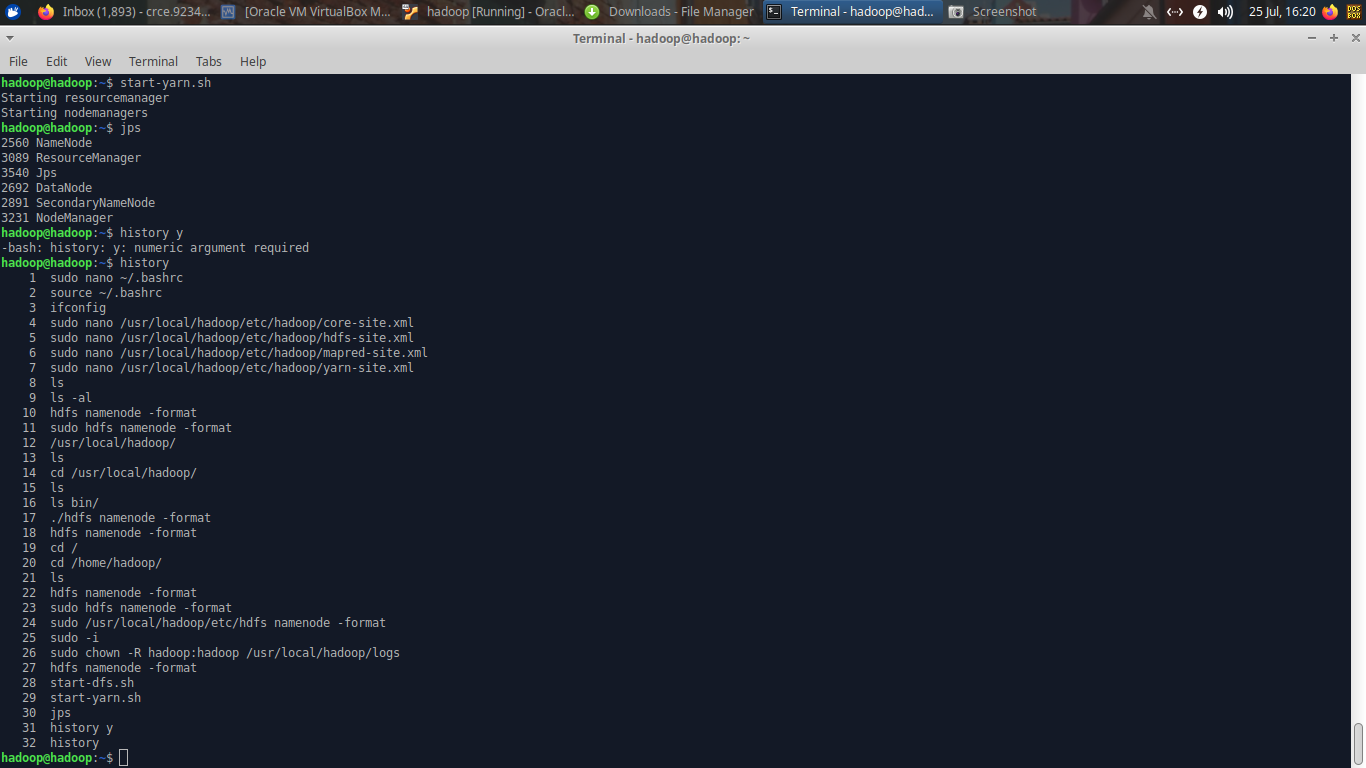 Inbox (1,893) - crce.9234...
[Oracle VM VirtualBox M...
hadoop [Running] - Oracl...
Downloads - File Manager
Terminal - hadoop@had...
Screenshot
25 Jul, 16:20
DOS BOX
Terminal - hadoop@hadoop: ~
File Edit View Terminal Tabs Help
hadoop@hadoop:~$ start-yarn.sh
Starting resourcemanager
Starting nodemanagers
hadoop@hadoop:~$ jps
2560 NameNode
3089 ResourceManager
3540 Jps
2692 DataNode
2891 SecondaryNameNode
3231 NodeManager
hadoop@hadoop:~$ history y
-bash: history: y: numeric argument required
hadoop@hadoop:~$ history
1 sudo nano ~/.bashrc
2 source ~/.bashrc
3 ifconfig
4 sudo nano /usr/local/hadoop/etc/hadoop/core-site.xml
5 sudo nano /usr/local/hadoop/etc/hadoop/hdfs-site.xml
6 sudo nano /usr/local/hadoop/etc/hadoop/mapred-site.xml
7 sudo nano /usr/local/hadoop/etc/hadoop/yarn-site.xml
8 ls
9 ls -al
10 hdfs namenode -format
11 sudo hdfs namenode -format
12 /usr/local/hadoop/
13 ls
14 cd /usr/local/hadoop/
15 ls
16 ls bin/
17 ./hdfs namenode -format
18 hdfs namenode -format
19 cd /
20 cd /home/hadoop/
21 ls
22 hdfs namenode -format
23 sudo hdfs namenode -format
24 sudo /usr/local/hadoop/etc/hdfs namenode -format
25 sudo -i
26 sudo chown -R hadoop:hadoop /usr/local/hadoop/logs
27 hdfs namenode -format
28 start-dfs.sh
29 start-yarn.sh
30 jps
31 history y
32 history
hadoop@hadoop:~$